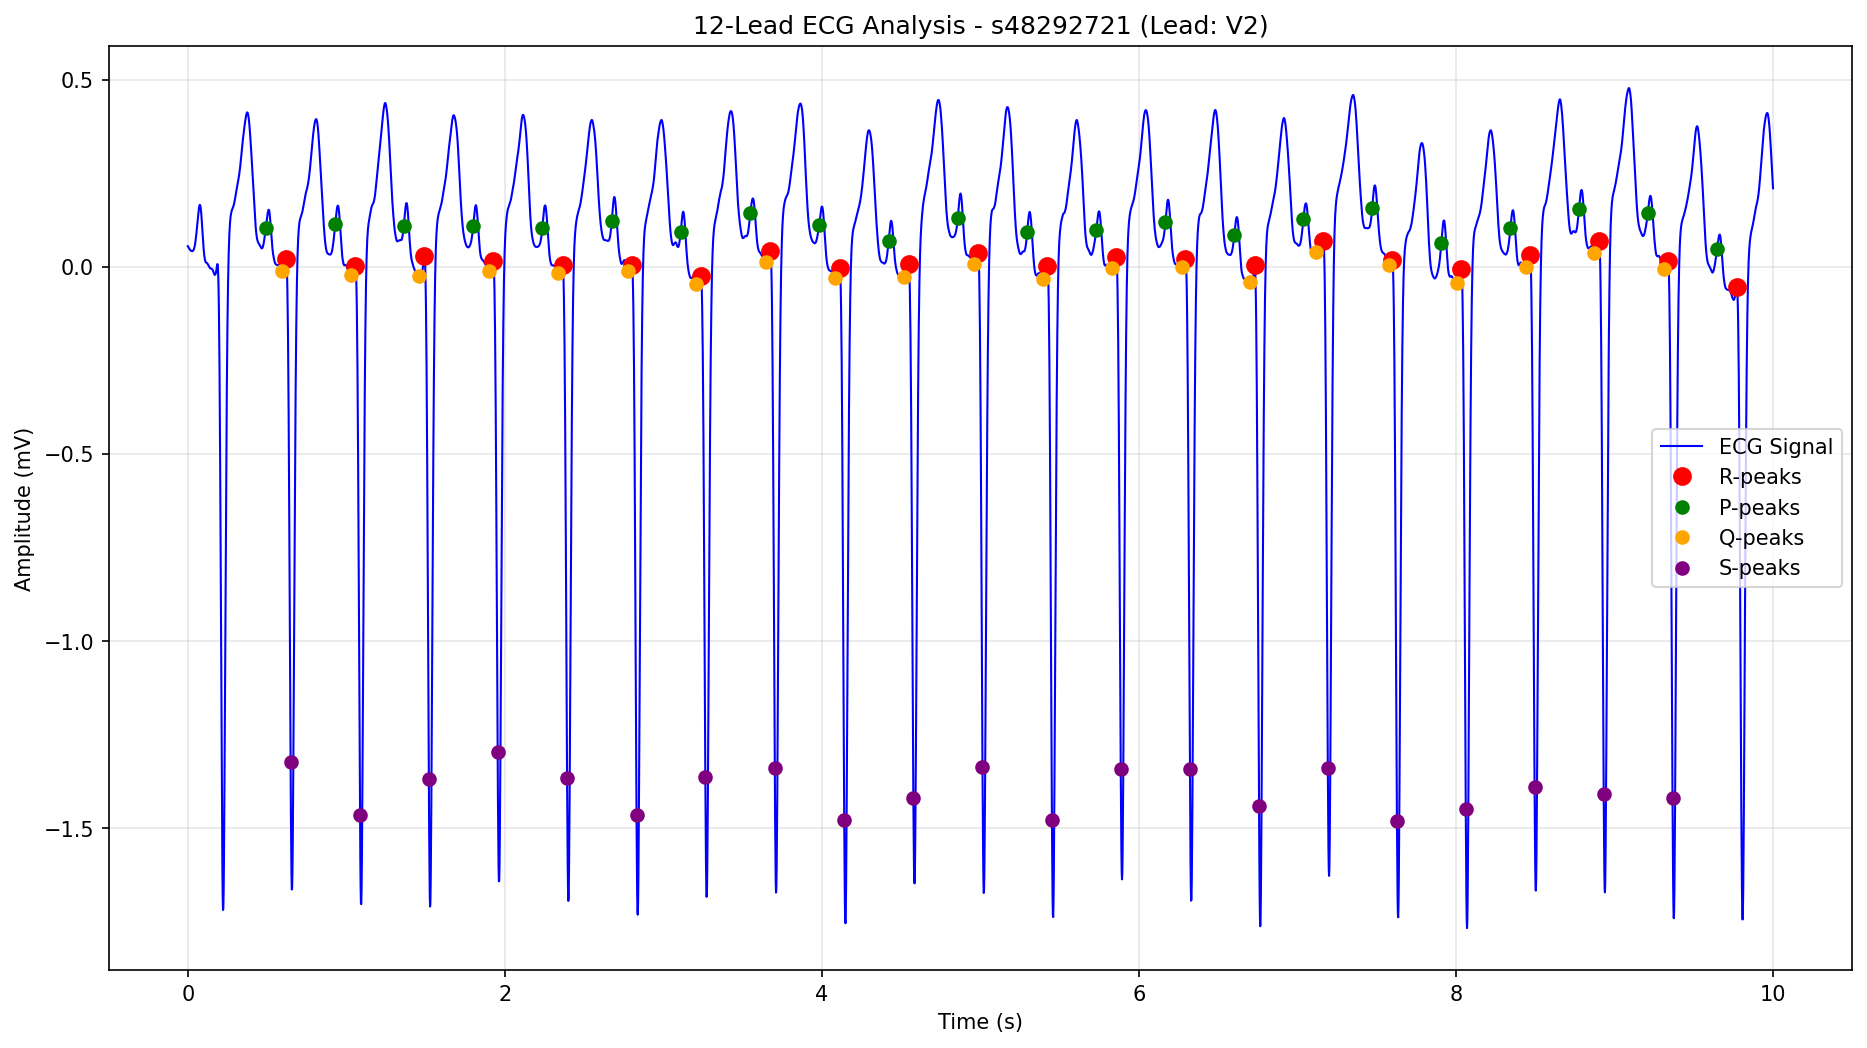 12-Lead ECG Analysis - s48292721 (Lead: V2)
Amplitude (mV)
0.5
0.0
−0.5
−1.0
−1.5
ECG Signal
R-peaks
P-peaks
Q-peaks
S-peaks
0 2 4 6 8 10
Time (s)